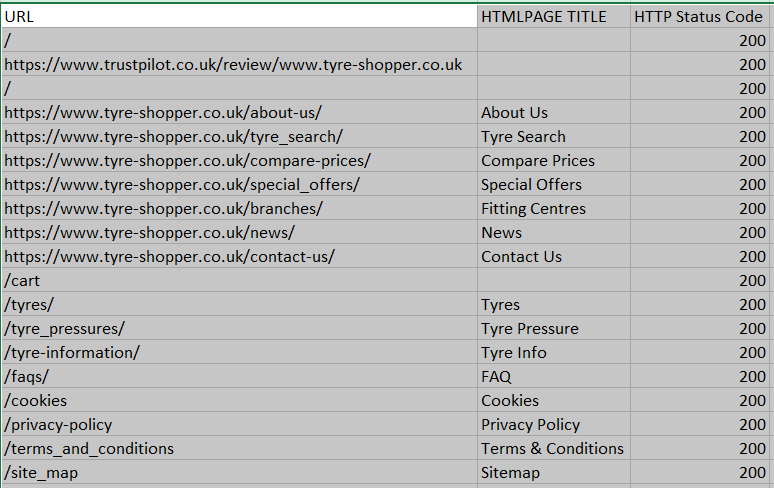 URL HTMLPAGE TITLE HTTP Status Code
/ 200
https://www.trustpilot.co.uk/review/www.tyre-shopper.co.uk 200
/ 200
https://www.tyre-shopper.co.uk/about-us/ About Us 200
https://www.tyre-shopper.co.uk/tyre_search/ Tyre Search 200
https://www.tyre-shopper.co.uk/compare-prices/ Compare Prices 200
https://www.tyre-shopper.co.uk/special_offers/ Special Offers 200
https://www.tyre-shopper.co.uk/branches/ Fitting Centres 200
https://www.tyre-shopper.co.uk/news/ News 200
https://www.tyre-shopper.co.uk/contact-us/ Contact Us 200
/cart 200
/tyres/ Tyres 200
/tyre_pressures/ Tyre Pressure 200
/tyre-information/ Tyre Info 200
/faqs/ FAQ 200
/cookies Cookies 200
/privacy-policy Privacy Policy 200
/terms_and_conditions Terms & Conditions 200
/site_map Sitemap 200